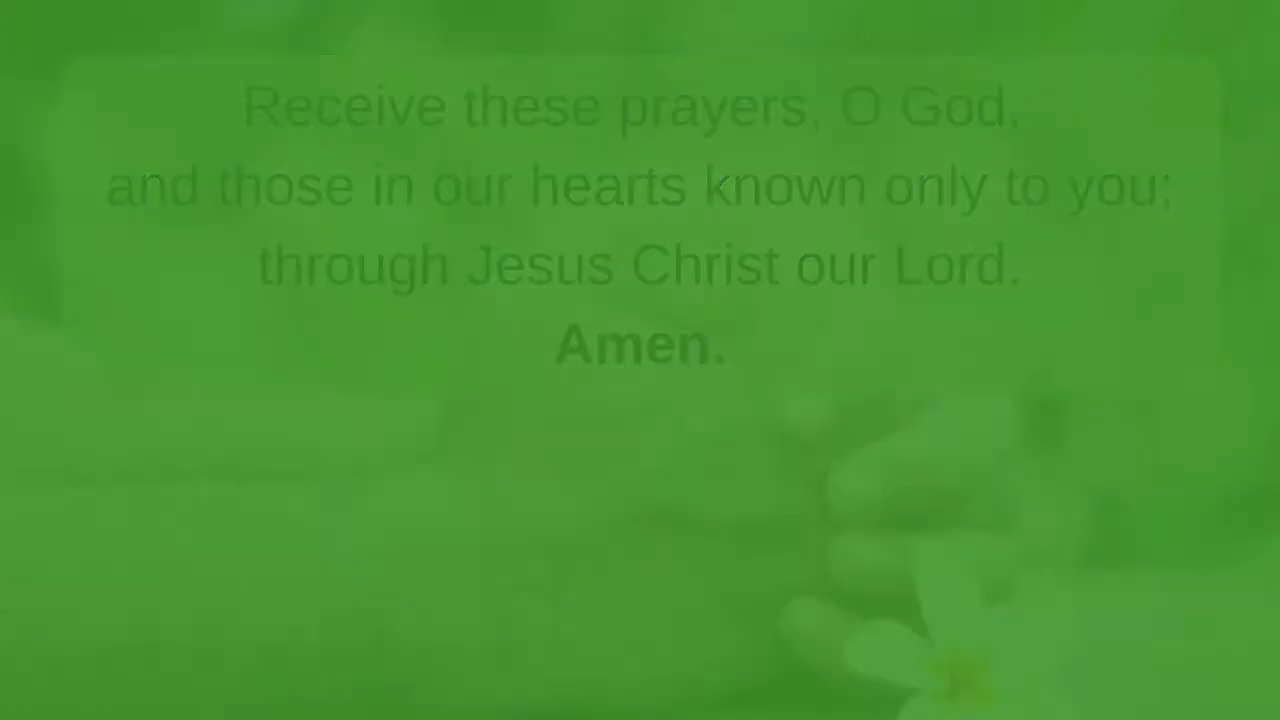 Receive these prayers, O God,
and those in our hearts known only to you;
through Jesus Christ our Lord.
Amen.